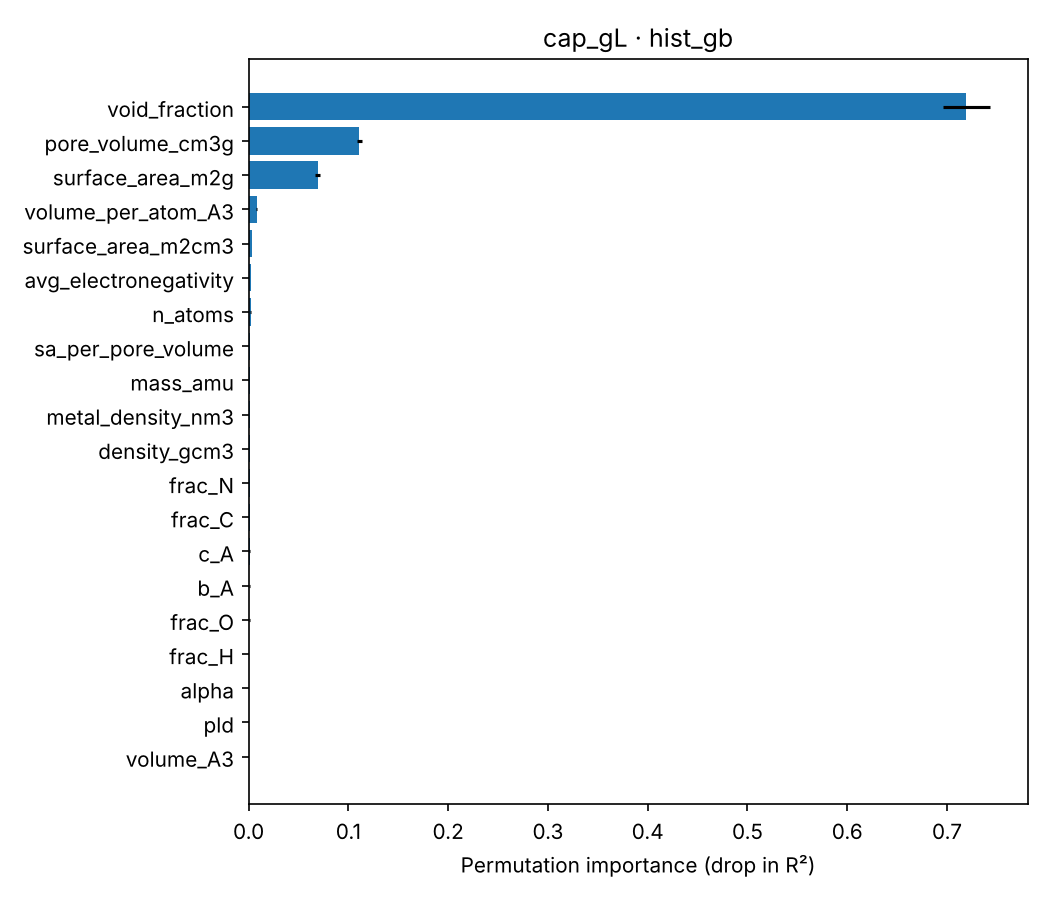 cap_gL · hist_gb
void_fraction
pore_volume_cm3g
surface_area_m2g
volume_per_atom_A3
surface_area_m2cm3
avg_electronegativity
n_atoms
sa_per_pore_volume
mass_amu
metal_density_nm3
density_gcm3
frac_N
frac_C
c_A
b_A
frac_O
frac_H
alpha
pld
volume_A3
0.0 0.1 0.2 0.3 0.4 0.5 0.6 0.7
Permutation importance (drop in R²)